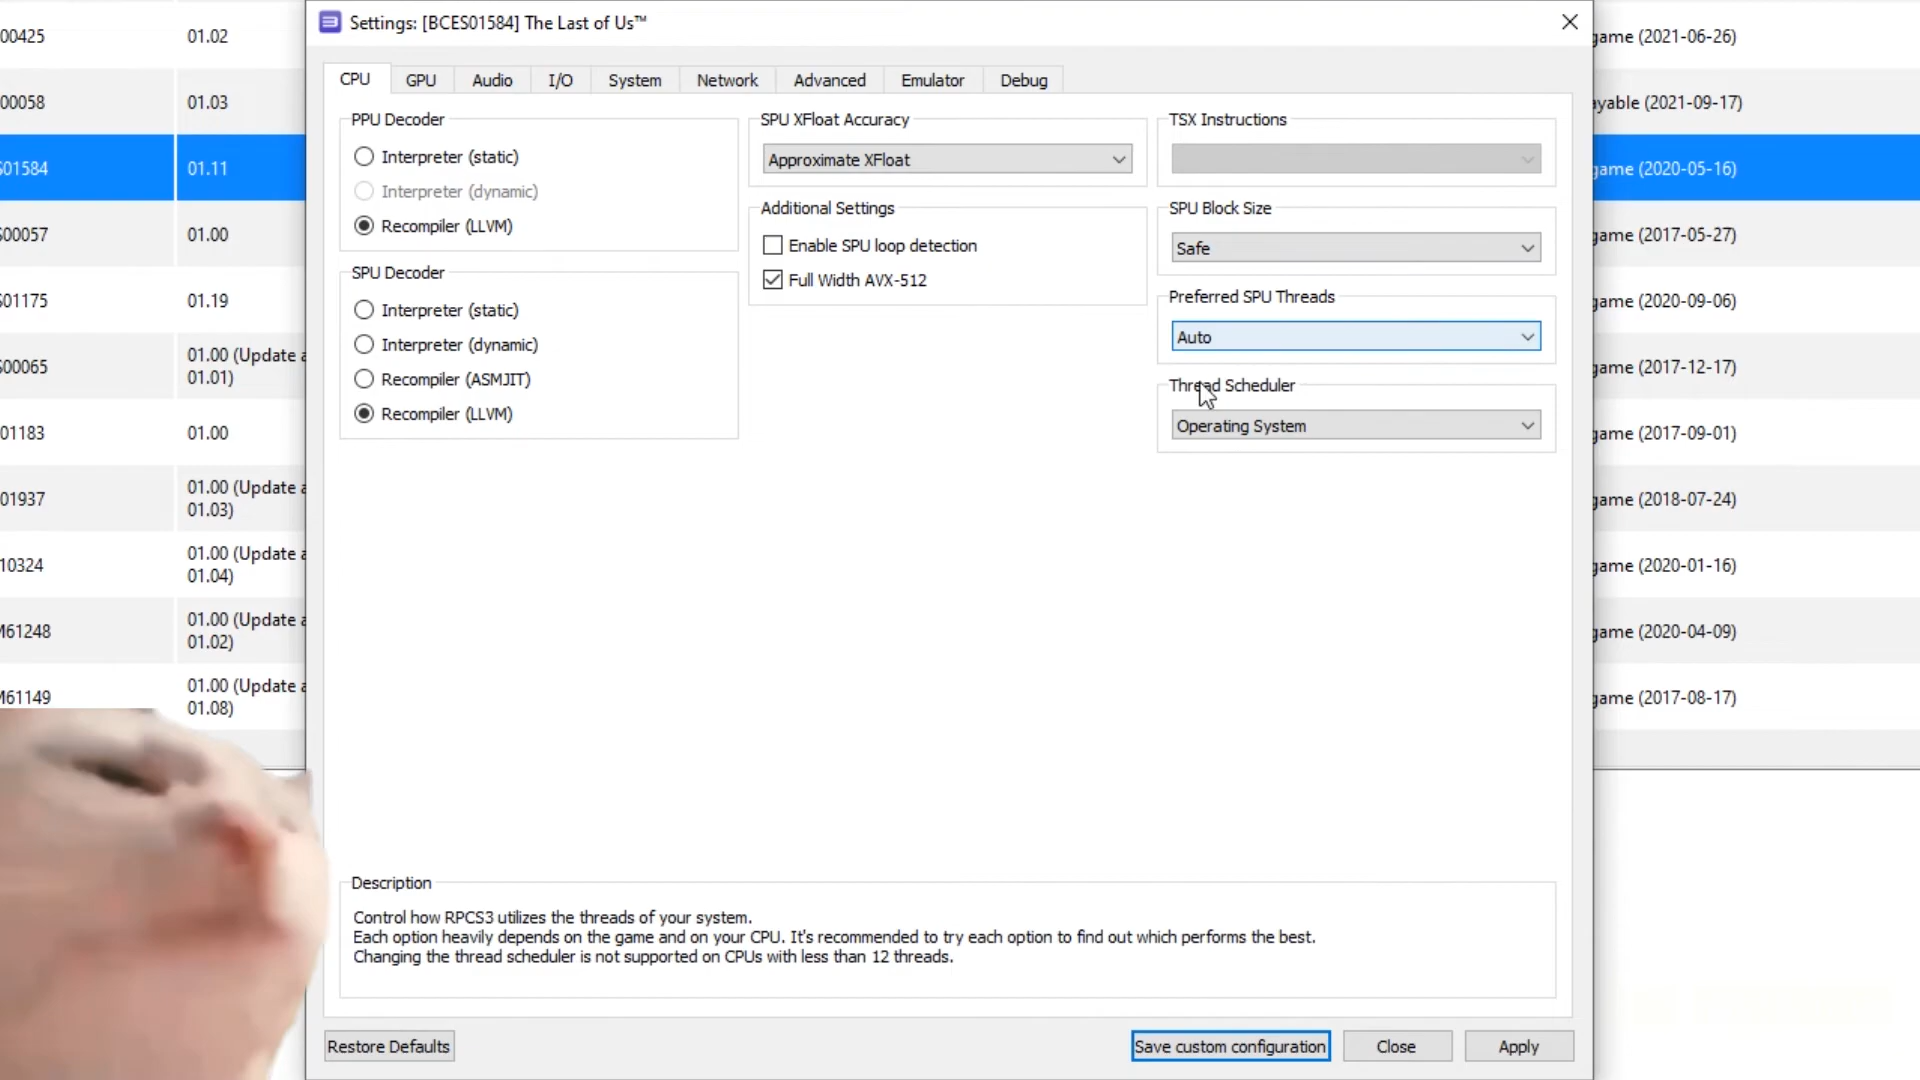 Settings: [BCES01584] The Last of Us™
CPU
GPU
Audio
I/O
System
Network
Advanced
Emulator
Debug
PPU Decoder
Interpreter (static)
Interpreter (dynamic)
Recompiler (LLVM)
SPU Decoder
Interpreter (static)
Interpreter (dynamic)
Recompiler (ASMJIT)
Recompiler (LLVM)
SPU XFloat Accuracy
Approximate XFloat
Additional Settings
Enable SPU loop detection
Full Width AVX-512
TSX Instructions
SPU Block Size
Safe
Preferred SPU Threads
Auto
Thread Scheduler
Operating System
Description
Control how RPCS3 utilizes the threads of your system.
Each option heavily depends on the game and on your CPU. It's recommended to try each option to find out which performs the best.
Changing the thread scheduler is not supported on CPUs with less than 12 threads.
Restore Defaults
Save custom configuration
Close
Apply
00425 01.02 game (2021-06-26)
00058 01.03 ayable (2021-09-17)
S01584 01.11 game (2020-05-16)
S00057 01.00 game (2017-05-27)
S01175 01.19 game (2020-09-06)
S00065 01.00 (Update a game (2017-12-17)
01.01)
01183 01.00 game (2017-09-01)
01937 01.00 (Update a game (2018-07-24)
01.03)
10324 01.00 (Update a game (2020-01-16)
01.04)
M61248 01.00 (Update a game (2020-04-09)
01.02)
M61149 01.00 (Update a game (2017-08-17)
01.08)